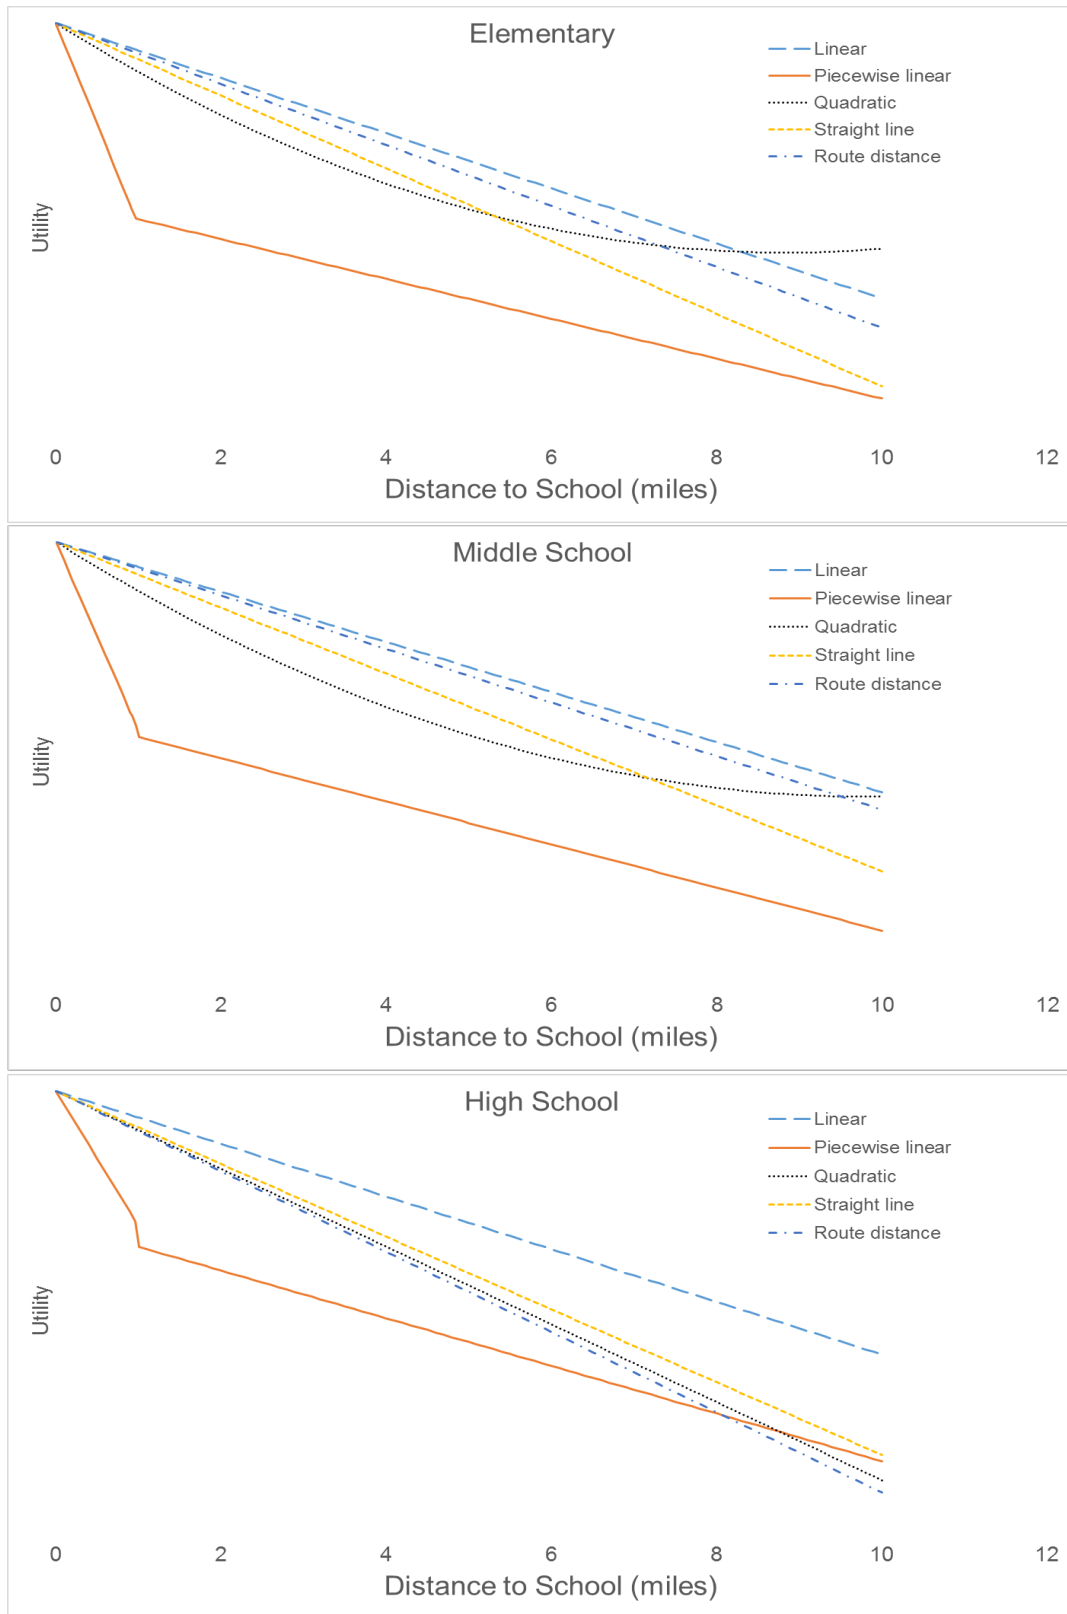 Elementary
Linear
Piecewise linear
Quadratic
Straight line
Route distance
Utility
0 2 4 6 8 10 12
Distance to School (miles)
Middle School
Linear
Piecewise linear
Quadratic
Straight line
Route distance
Utility
0 2 4 6 8 10 12
Distance to School (miles)
High School
Linear
Piecewise linear
Quadratic
Straight line
Route distance
Utility
0 2 4 6 8 10 12
Distance to School (miles)